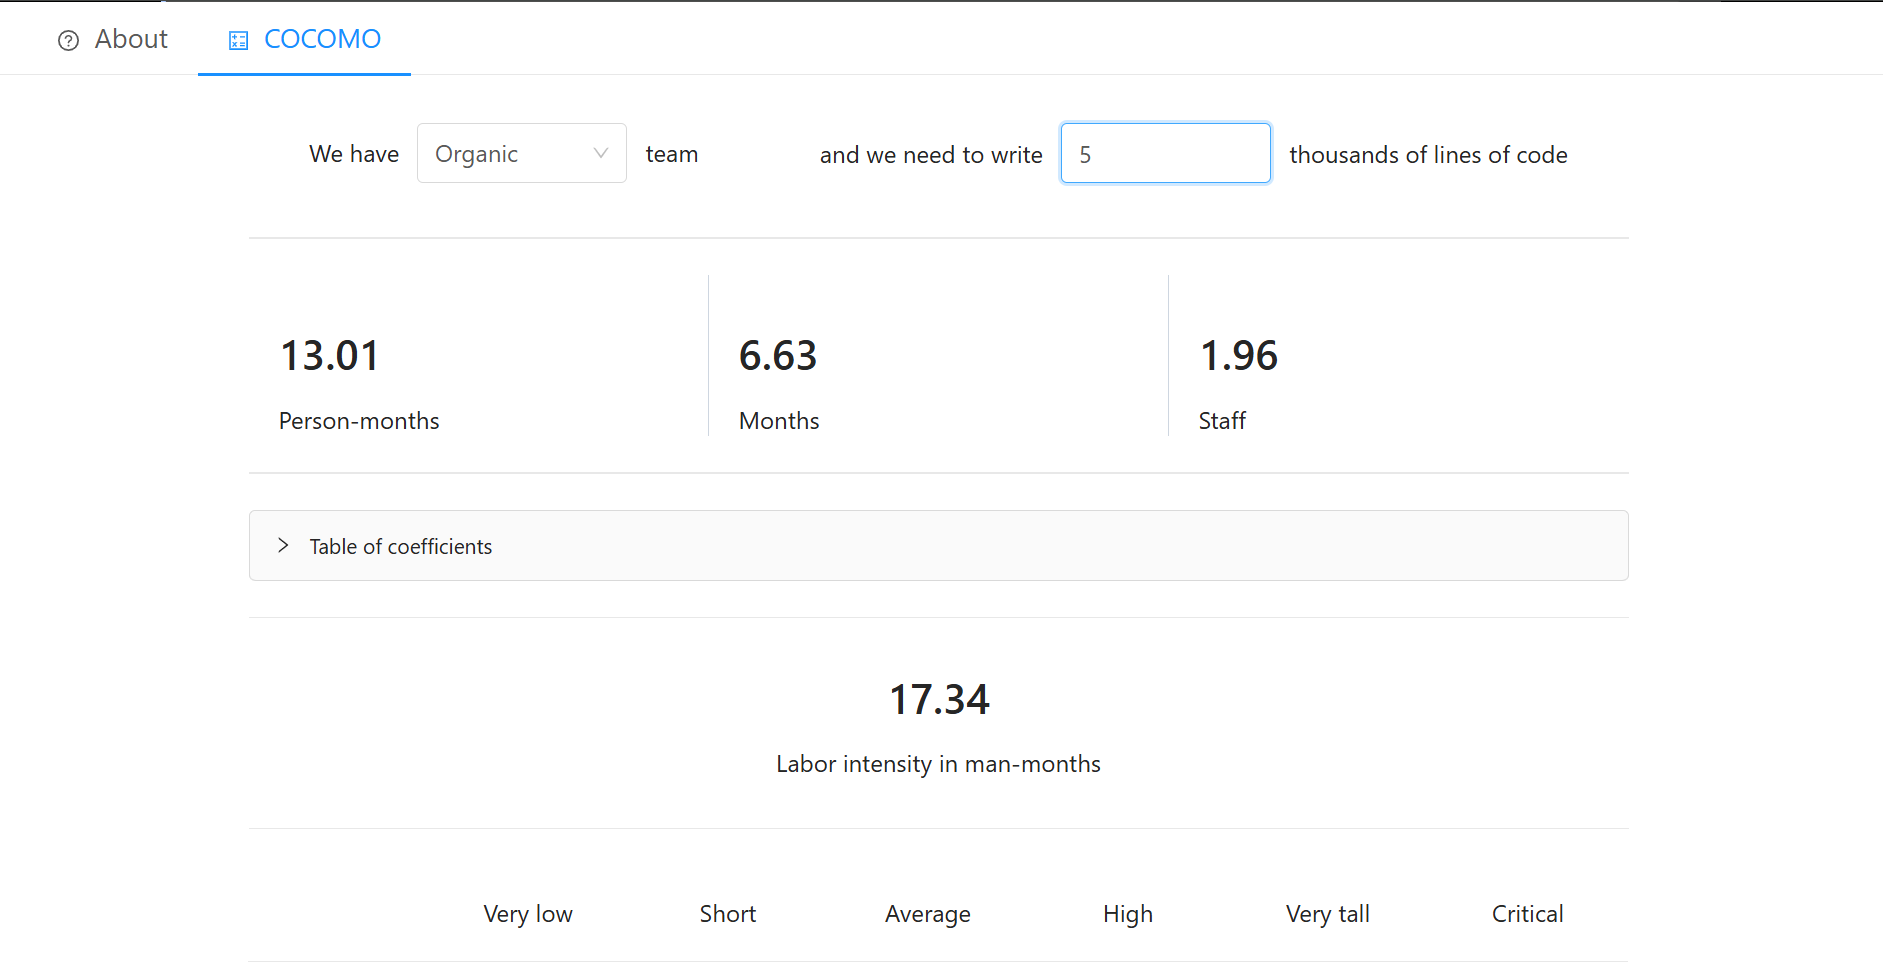 About COCOMO
We have Organic team and we need to write 5 thousands of lines of code
13.01 6.63 1.96
Person-months Months Staff
Table of coefficients
17.34
Labor intensity in man-months
Very low Short Average High Very tall Critical